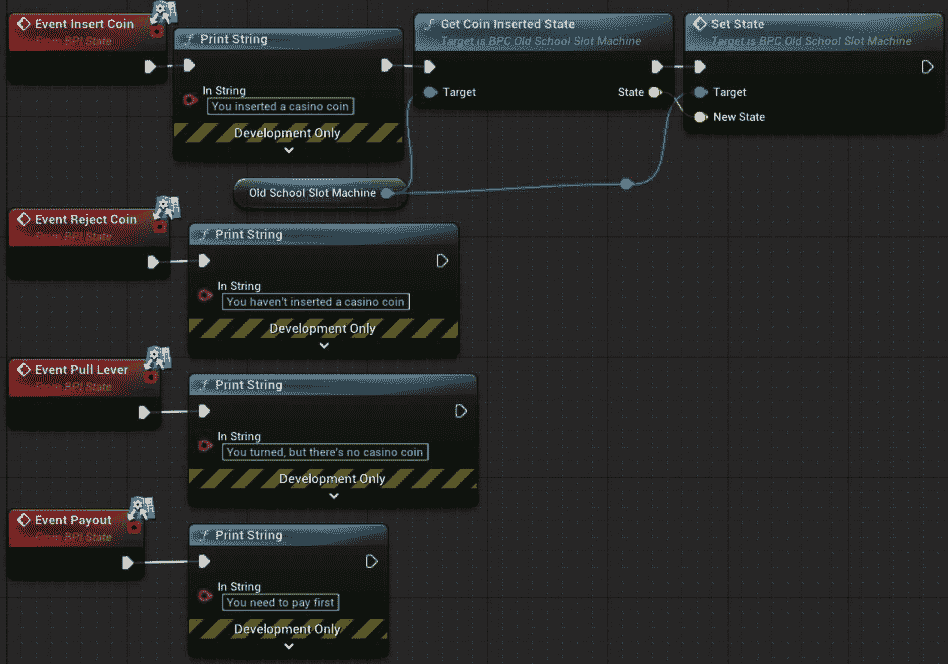 Event Insert Coin
From BPI State
Print String
In String
You inserted a casino coin
Development Only
Get Coin Inserted State
Target is BPC Old School Slot Machine
Target
State
Set State
Target is BPC Old School Slot Machine
Target
New State
Old School Slot Machine
Event Reject Coin
From BPI State
Print String
In String
You haven't inserted a casino coin
Development Only
Event Pull Lever
From BPI State
Print String
In String
You turned, but there's no casino coin
Development Only
Event Payout
From BPI State
Print String
In String
You need to pay first
Development Only